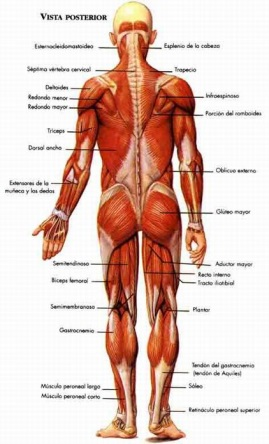 VISTA POSTERIOR
Esternocleidomastoideo
Esplenio de la cabeza
Séptima vértebra cervical
Trapecio
Deltoides
Redondo menor
Infraespinoso
Redondo mayor
Porción del romboides
Tríceps
Dorsal ancho
Oblicuo externo
Extensores de la
muñeca y los dedos
Glúteo mayor
Semitendinoso
Aductor mayor
Recto interno
Bíceps femoral
Tracto iliotibial
Semimembranoso
Plantar
Gastrocnemio
Tendón del gastrocnemio
(tendón de Aquiles)
Músculo peroneal largo
Sóleo
Músculo peroneal corto
Retináculo peroneal superior